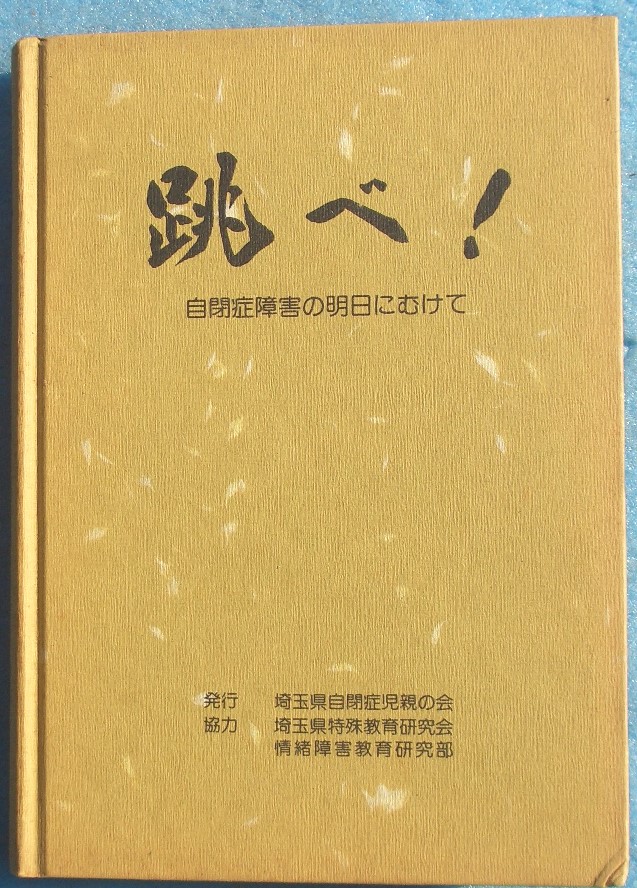 跳べ！
自閉症障害の明日にむけて
発行　埼玉県自閉症児親の会
協力　埼玉県特殊教育研究会
情緒障害教育研究部